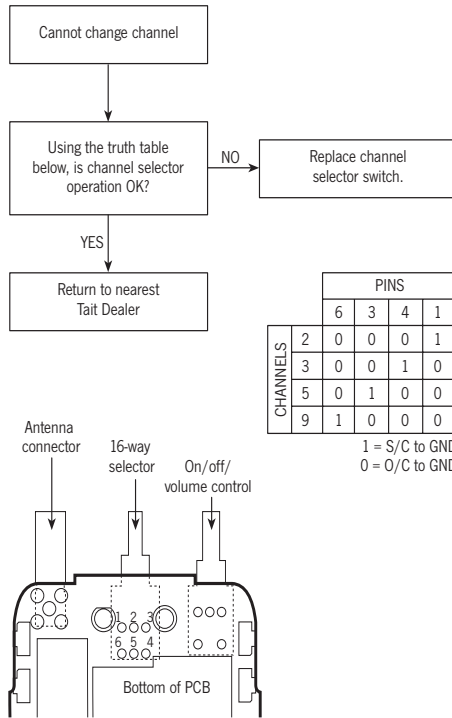 Cannot change channel
Using the truth table
below, is channel selector
operation OK?
NO
Replace channel
selector switch.
YES
Return to nearest
Tait Dealer
PINS
6 3 4 1
CHANNELS
2 0 0 0 1
3 0 0 1 0
5 0 1 0 0
9 1 0 0 0
1 = S/C to GND
0 = O/C to GND
Antenna
connector
16-way
selector
On/off/
volume control
1 2 3
6 5 4
Bottom of PCB